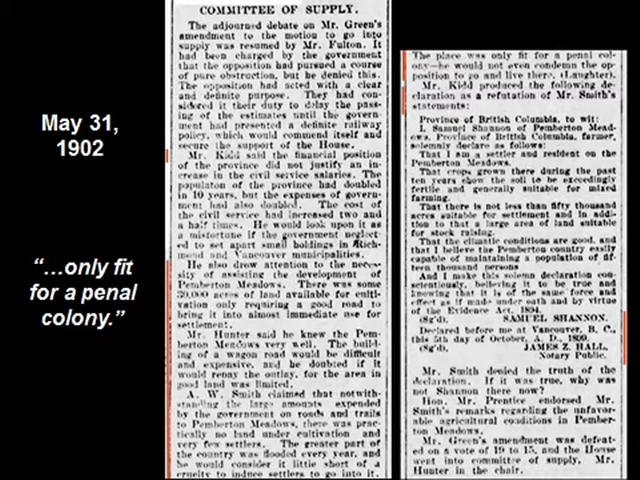 May 31,
1902
“…only fit
for a penal
colony.”
COMMITTEE OF SUPPLY.
The adjourned debate on Mr. Green's
amendment to the motion to go into
supply was resumed by Mr. Fulton. It
had been charged by the government
that the opposition had pursued a course
of pure obstruction, but he denied this.
The opposition had acted with a clear
and definite purpose. They had con-
sidered it their duty to delay the pass-
ing of the estimates until the govern-
ment had presented a definite railway
policy, which would commend itself and
secure the support of the House.
Mr. Kidd said the financial position
of the province did not justify an in-
crease in the civil service salaries. The
populaton of the province had doubled
in 10 years, but the expenses of govern-
ment had also doubled. The cost of
the civil service had increased two and
a half times. He would look upon it as
a misfortune if the government neglect-
ed to set apart small holdings in Rich-
mond and Vancouver municipalities.
He also drew attention to the neces-
sity of assisting the development of
Pemberton Meadows. There was some
30,000 acres of land available for culti-
vation only requiring a good road to
bring it into almost immediate use for
settlement.
Mr. Hunter said he knew the Pem-
berton Meadows very well. The build-
ing of a wagon road would be difficult
and expensive, and he doubted if it
would repay the outlay, for the area in
good land was limited.
A. W. Smith claimed that notwith-
standing the large amounts expended
by the government on roads and trails
to Pemberton Meadows, there was prac-
tically no land under cultivation and
very few settlers. The greater part of
the country was flooded every year, and
he would consider it little short of a
cruelty to induce settlers to go into it.
The place was only fit for a penal col-
ony—he would not even condemn the op-
position to go and live there. (Laughter).
Mr. Kidd produced the following de-
claration as a refutation of Mr. Smith's
statements:
Province of British Columbia, to wit:
I, Samuel Shannon of Pemberton Mead-
ows, Province of British Columbia, farmer,
solemnly declare as follows:
That I am a settler and resident on the
Pemberton Meadows.
That crops grown there during the past
ten years show the soil to be exceedingly
fertile and generally suitable for mixed
farming.
That there is not less than fifty thousand
acres suitable for settlement and in addi-
tion to that a large area of land suitable
for stock raising.
That the climatic conditions are good, and
that I believe the Pemberton country easily
capable of maintaining a population of fif-
teen thousand persons
And I make this solemn declaration con-
scientiously, believing it to be true and
knowing that it is of the same force and
effect as if made under oath and by virtue
of the Evidence Act, 1894.
(Sg'd). SAMUEL SHANNON.
Declared before me at Vancouver, B. C.,
this 5th day of October, A. D., 1899.
(Sg'd). JAMES Z. HALL,
Notary Public.
Mr. Smith denied the truth of the
declaration. If it was true, why was
not Shannon there now?
Hon. Mr. Prentice endorsed Mr.
Smith's remarks regarding the unfavor-
able agricultural conditions in Pember-
ton Meadows.
Mr. Green's amendment was defeat-
ed on a vote of 19 to 15, and the House
went into committee of supply, Mr.
Hunter in the chair.